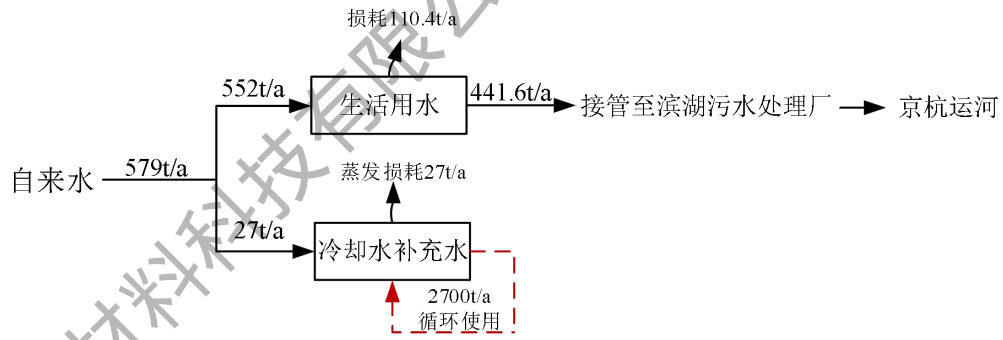 损耗110.4t/a
552t/a
生活用水
441.6t/a
接管至滨湖污水处理厂
京杭运河
自来水
579t/a
蒸发损耗27t/a
27t/a
冷却水补充水
2700t/a
循环使用
材料科技有限公